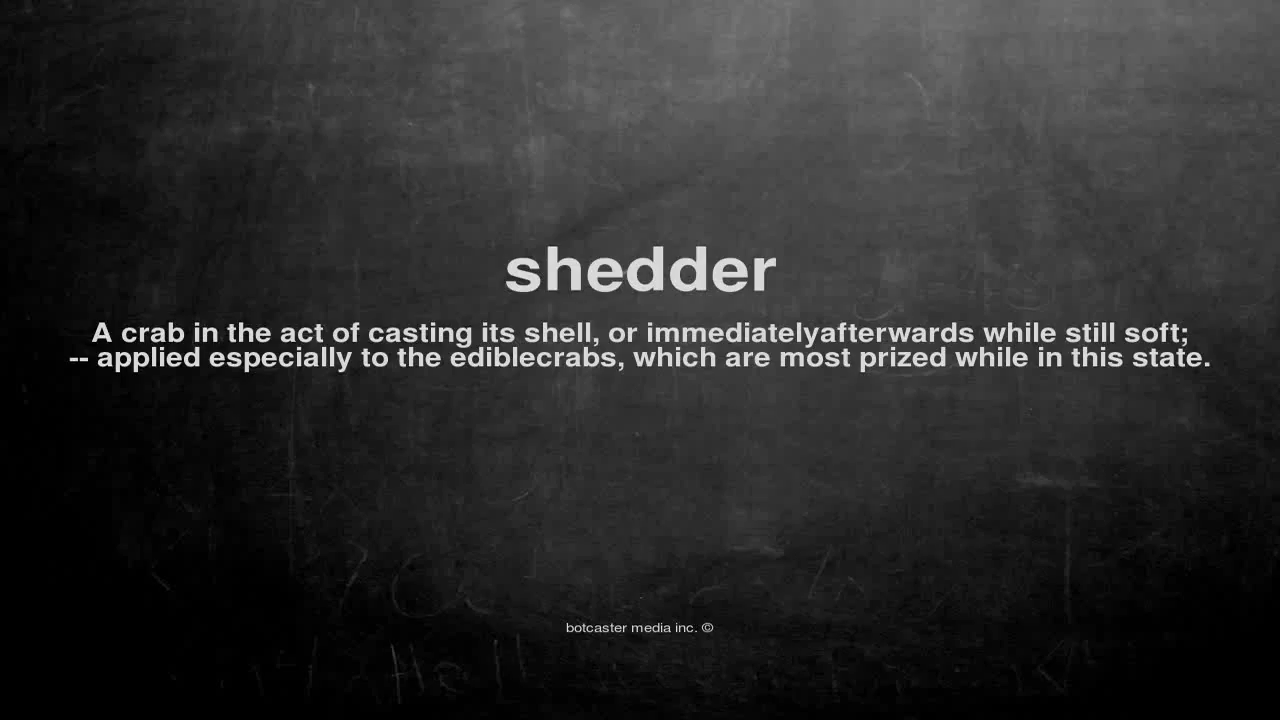 shedder
A crab in the act of casting its shell, or immediatelyafterwards while still soft;
-- applied especially to the ediblecrabs, which are most prized while in this state.
botcaster media inc. ©